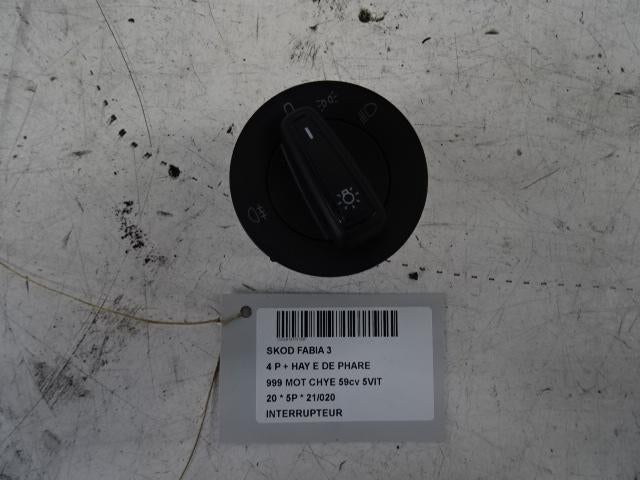 SKOD FABIA 3
4 P + HAY E DE PHARE
999 MOT CHYE 59cv 5VIT
20 * 5P * 21/020
INTERRUPTEUR